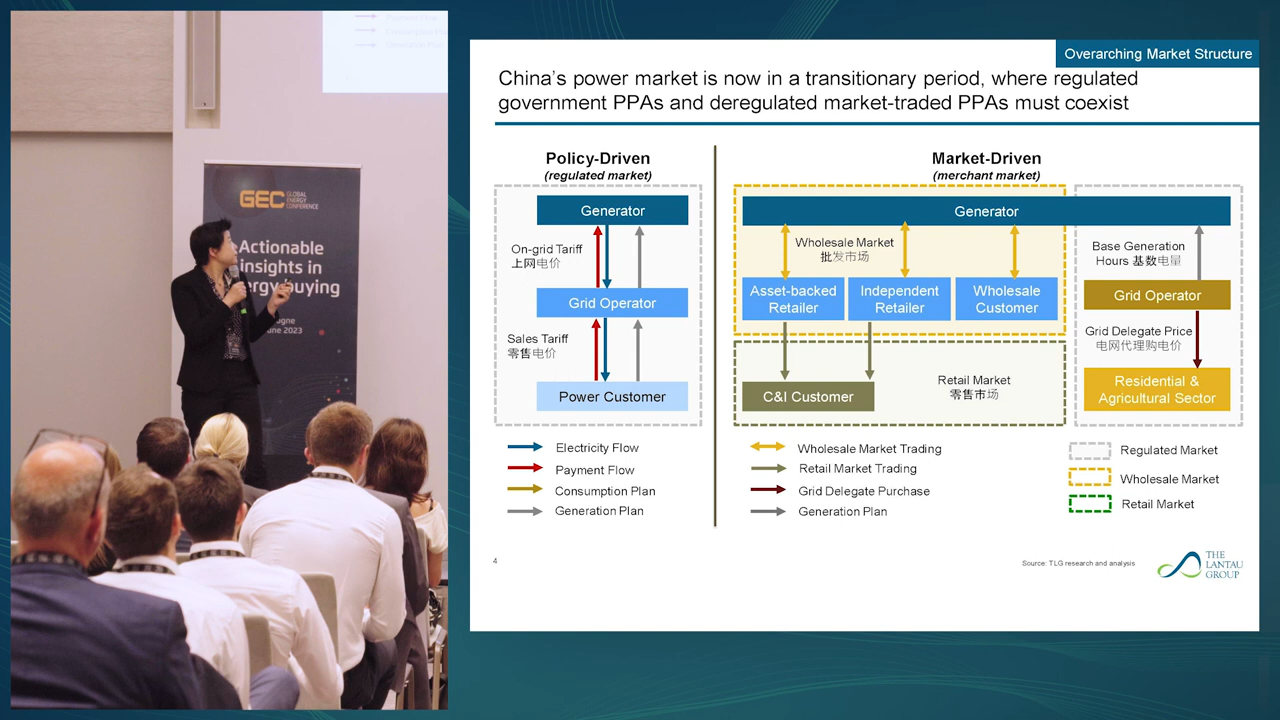 GEC GLOBAL
ENERGY
CONFERENCE
Actionable
insights in
buying
June 2023
Overarching Market Structure
China's power market is now in a transitionary period, where regulated
government PPAs and deregulated market-traded PPAs must coexist
Policy-Driven
(regulated market)
Generator
On-grid Tariff
上网电价
Grid Operator
Sales Tariff
零售电价
Power Customer
Market-Driven
(merchant market)
Generator
Wholesale Market
批发市场
Asset-backed
Retailer
Independent
Retailer
Wholesale
Customer
C&I Customer
Retail Market
零售市场
Base Generation
Hours 基数电量
Grid Operator
Grid Delegate Price
电网代理购电价
Residential &
Agricultural Sector
Electricity Flow
Payment Flow
Consumption Plan
Generation Plan
Wholesale Market Trading
Retail Market Trading
Grid Delegate Purchase
Generation Plan
Regulated Market
Wholesale Market
Retail Market
4
Source: TLG research and analysis
THE
LANTAU
GROUP